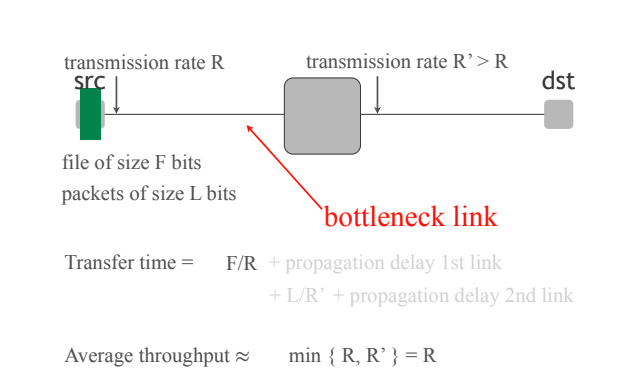 transmission rate R
transmission rate R’ > R
src
dst
file of size F bits
packets of size L bits
bottleneck link
Transfer time = F/R + propagation delay 1st link
+ L/R’ + propagation delay 2nd link
Average throughput ≈ min { R, R’ } = R